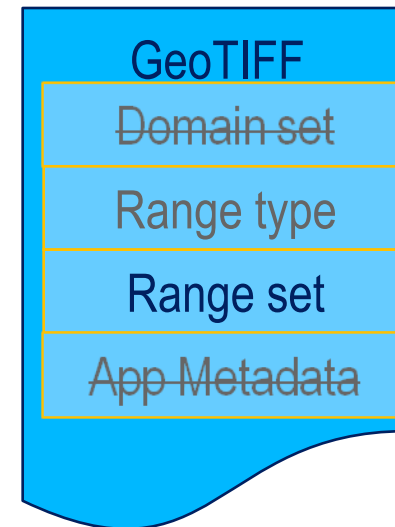 GeoTIFF
Domain set
Range type
Range set
App Metadata